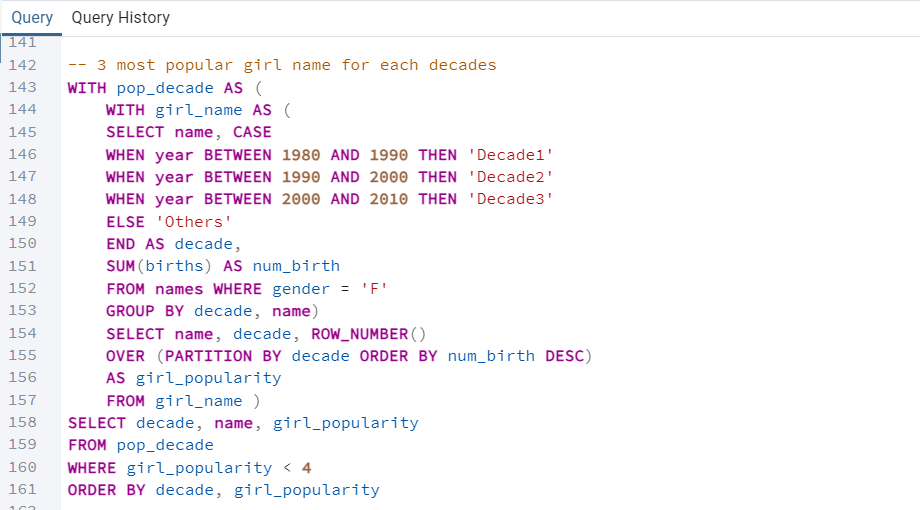 Query Query History
141
142 -- 3 most popular girl name for each decades
143 WITH pop_decade AS (
144 WITH girl_name AS (
145 SELECT name, CASE
146 WHEN year BETWEEN 1980 AND 1990 THEN 'Decade1'
147 WHEN year BETWEEN 1990 AND 2000 THEN 'Decade2'
148 WHEN year BETWEEN 2000 AND 2010 THEN 'Decade3'
149 ELSE 'Others'
150 END AS decade,
151 SUM(births) AS num_birth
152 FROM names WHERE gender = 'F'
153 GROUP BY decade, name)
154 SELECT name, decade, ROW_NUMBER()
155 OVER (PARTITION BY decade ORDER BY num_birth DESC)
156 AS girl_popularity
157 FROM girl_name )
158 SELECT decade, name, girl_popularity
159 FROM pop_decade
160 WHERE girl_popularity < 4
161 ORDER BY decade, girl_popularity